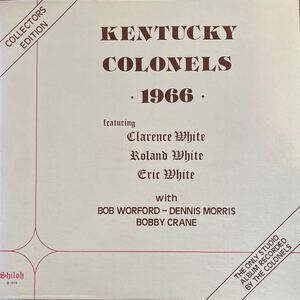 COLLECTORS
EDITION
KENTUCKY
COLONELS
· 1966 ·
featuring
Clarence White
Roland White
Eric White
with
BOB WORFORD – DENNIS MORRIS
BOBBY CRANE
Shiloh
THE ONLY STUDIO
ALBUM RECORDED
BY THE COLONELS